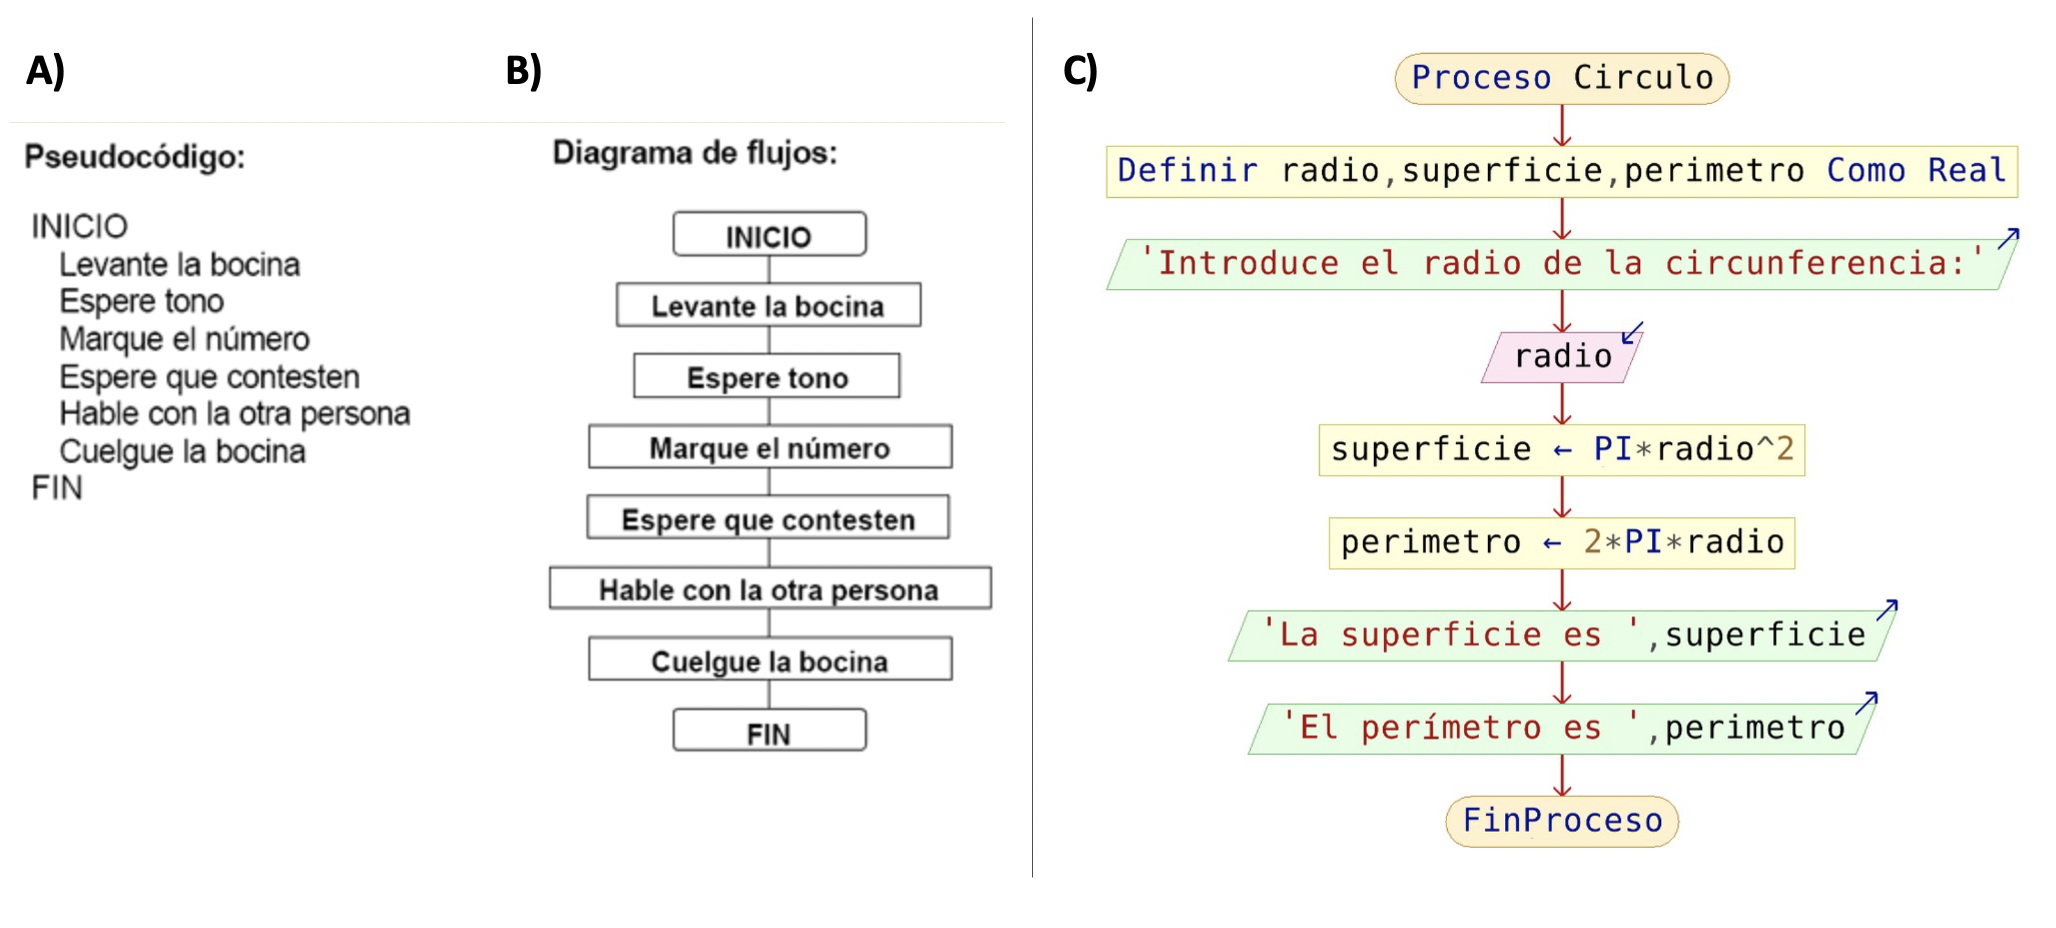 A)
Pseudocódigo:
INICIO
Levante la bocina
Espere tono
Marque el número
Espere que contesten
Hable con la otra persona
Cuelgue la bocina
FIN
B)
Diagrama de flujos:
INICIO
Levante la bocina
Espere tono
Marque el número
Espere que contesten
Hable con la otra persona
Cuelgue la bocina
FIN
C)
Proceso Circulo
Definir radio,superficie,perimetro Como Real
'Introduce el radio de la circunferencia:'
radio
superficie ← PI*radio^2
perimetro ← 2*PI*radio
'La superficie es ',superficie
'El perímetro es ',perimetro
FinProceso